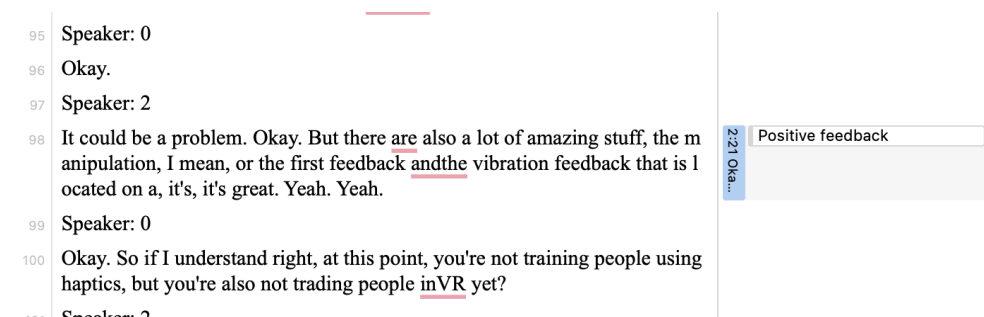 95 Speaker: 0
96 Okay.
97 Speaker: 2
98 It could be a problem. Okay. But there are also a lot of amazing stuff, the m
anipulation, I mean, or the first feedback andthe vibration feedback that is l
ocated on a, it's, it's great. Yeah. Yeah.
2:21 Oka...
Positive feedback
99 Speaker: 0
100 Okay. So if I understand right, at this point, you're not training people using
haptics, but you're also not trading people inVR yet?
Speaker: 2